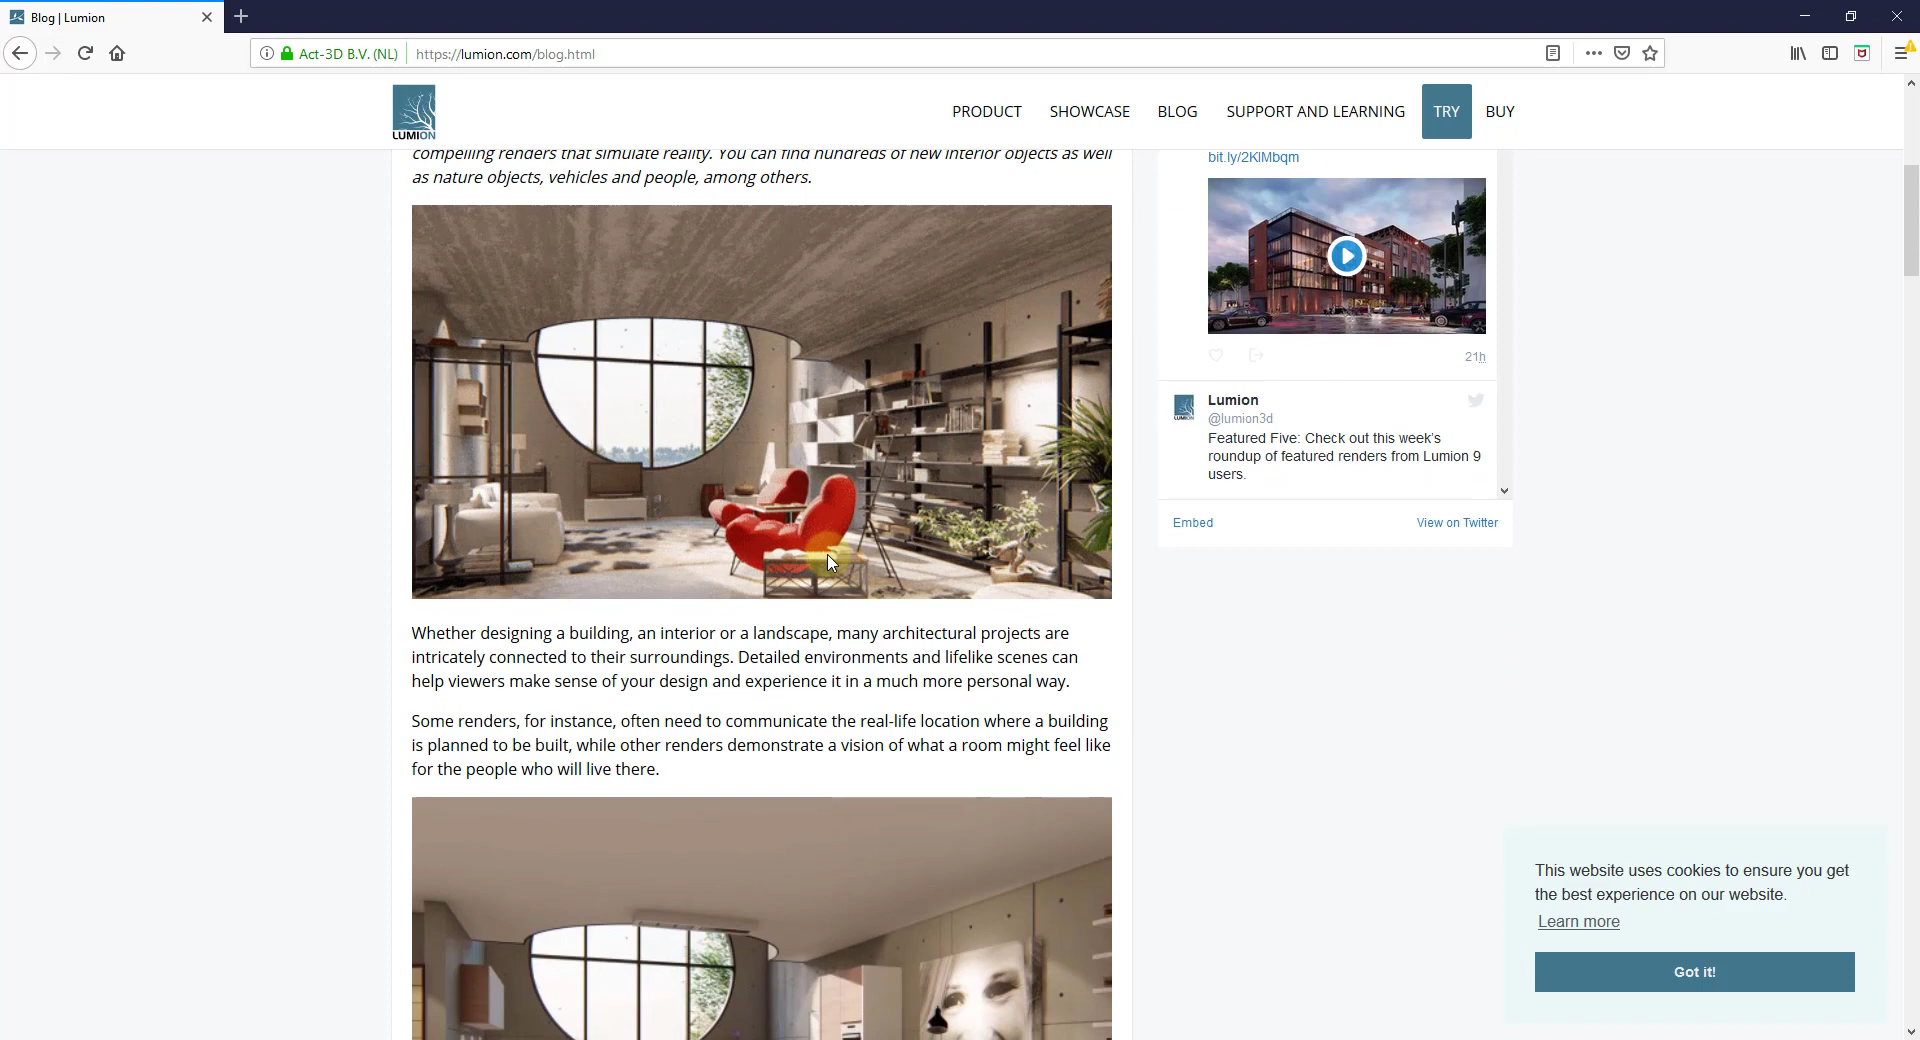 Blog | Lumion
Act-3D B.V. (NL)
https://lumion.com/blog.html
LUMION
PRODUCT
SHOWCASE
BLOG
SUPPORT AND LEARNING
TRY
BUY
compelling renders that simulate reality. You can find hundreds of new interior objects as well
as nature objects, vehicles and people, among others.
Whether designing a building, an interior or a landscape, many architectural projects are
intricately connected to their surroundings. Detailed environments and lifelike scenes can
help viewers make sense of your design and experience it in a much more personal way.
Some renders, for instance, often need to communicate the real-life location where a building
is planned to be built, while other renders demonstrate a vision of what a room might feel like
for the people who will live there.
bit.ly/2KIMbqm
21h
Lumion
@lumion3d
LUMION
Featured Five: Check out this week's
roundup of featured renders from Lumion 9
users.
Embed
View on Twitter
This website uses cookies to ensure you get
the best experience on our website.
Learn more
Got it!